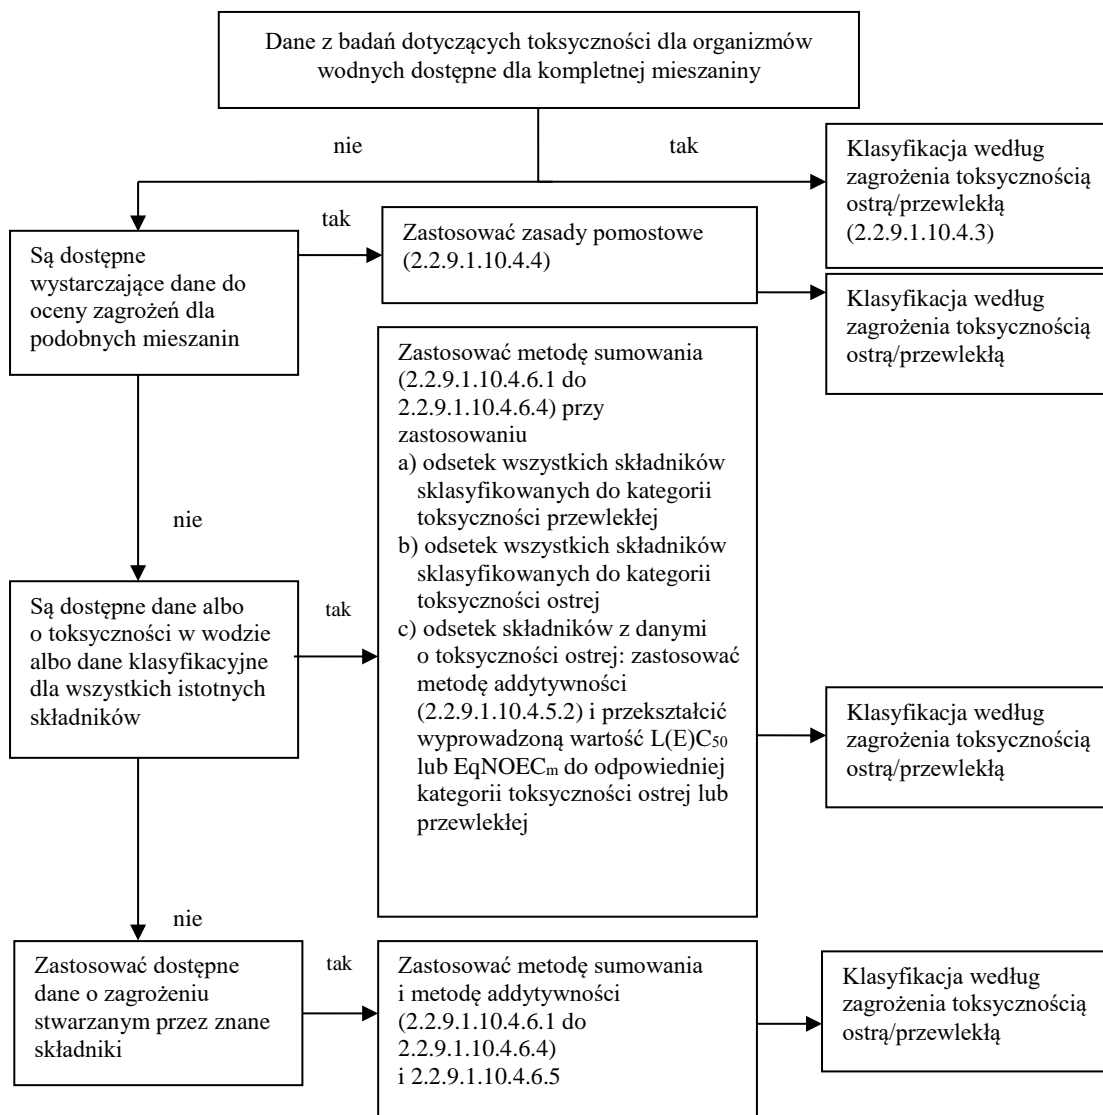 Dane z badań dotyczących toksyczności dla organizmów
wodnych dostępne dla kompletnej mieszaniny
nie
tak
Klasyfikacja według
zagrożenia toksycznością
ostrą/przewlekłą
(2.2.9.1.10.4.3)
Są dostępne
wystarczające dane do
oceny zagrożeń dla
podobnych mieszanin
tak
Zastosować zasady pomostowe
(2.2.9.1.10.4.4)
Klasyfikacja według
zagrożenia toksycznością
ostrą/przewlekłą
nie
Są dostępne dane albo
o toksyczności w wodzie
albo dane klasyfikacyjne
dla wszystkich istotnych
składników
tak
Zastosować metodę sumowania
(2.2.9.1.10.4.6.1 do
2.2.9.1.10.4.6.4) przy
zastosowaniu
a) odsetek wszystkich składników
sklasyfikowanych do kategorii
toksyczności przewlekłej
b) odsetek wszystkich składników
sklasyfikowanych do kategorii
toksyczności ostrej
c) odsetek składników z danymi
o toksyczności ostrej: zastosować
metodę addytywności
(2.2.9.1.10.4.5.2) i przekształcić
wyprowadzoną wartość L(E)C₅₀
lub EqNOECₘ do odpowiedniej
kategorii toksyczności ostrej lub
przewlekłej
Klasyfikacja według
zagrożenia toksycznością
ostrą/przewlekłą
nie
Zastosować dostępne
dane o zagrożeniu
stwarzanym przez znane
składniki
tak
Zastosować metodę sumowania
i metodę addytywności
(2.2.9.1.10.4.6.1 do
2.2.9.1.10.4.6.4)
i 2.2.9.1.10.4.6.5
Klasyfikacja według
zagrożenia toksycznością
ostrą/przewlekłą